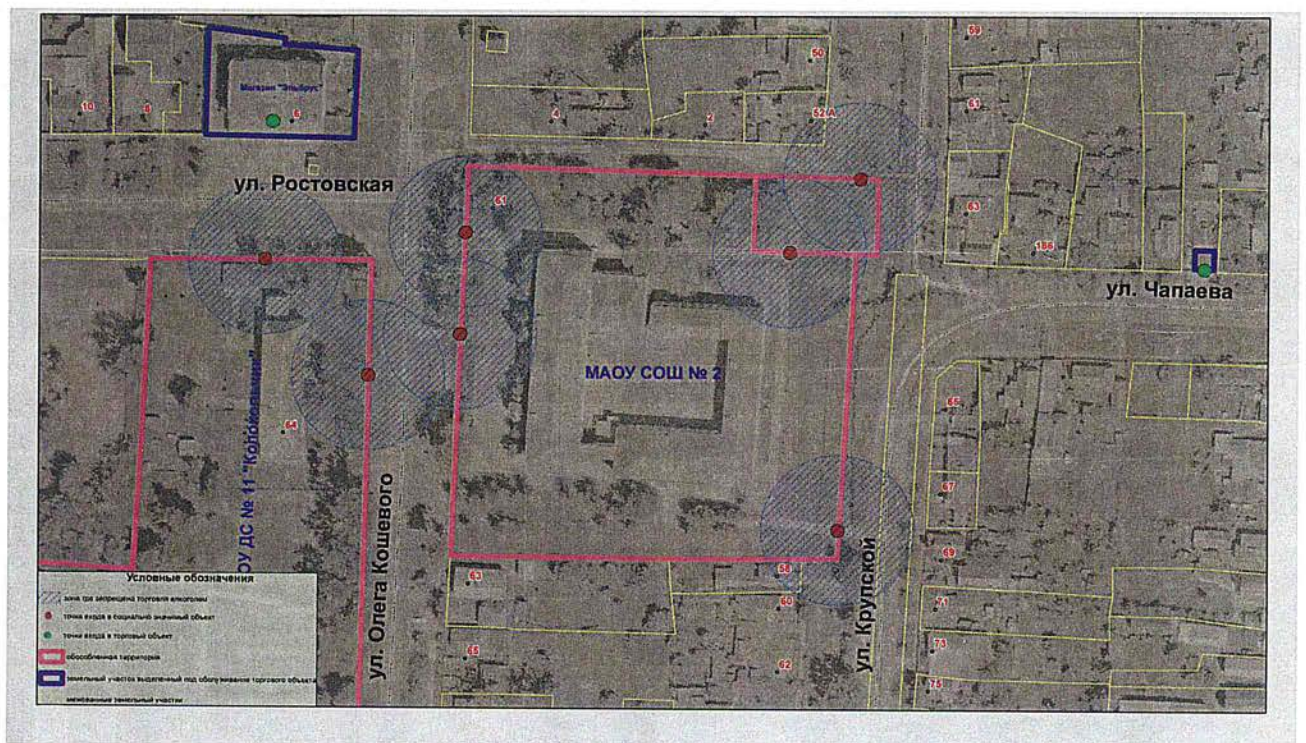 59
50
Магазин "Эльбрус"
10
8
6
4
2
52А
61
ул. Ростовская
61
63
186
ул. Чапаева
МАОУ СОШ № 2
ОУ ДС № 11 "Колокольчик"
64
65
67
ул. Олега Кошевого
ул. Крупской
69
63
58
60
71
65
62
73
75
Условные обозначения
зона где запрещена торговля алкоголем
точки входа в социально значимый объект
точки входа в торговый объект
обособленная территория
земельный участок выделенный под обслуживание торгового объекта
межеванные земельные участки